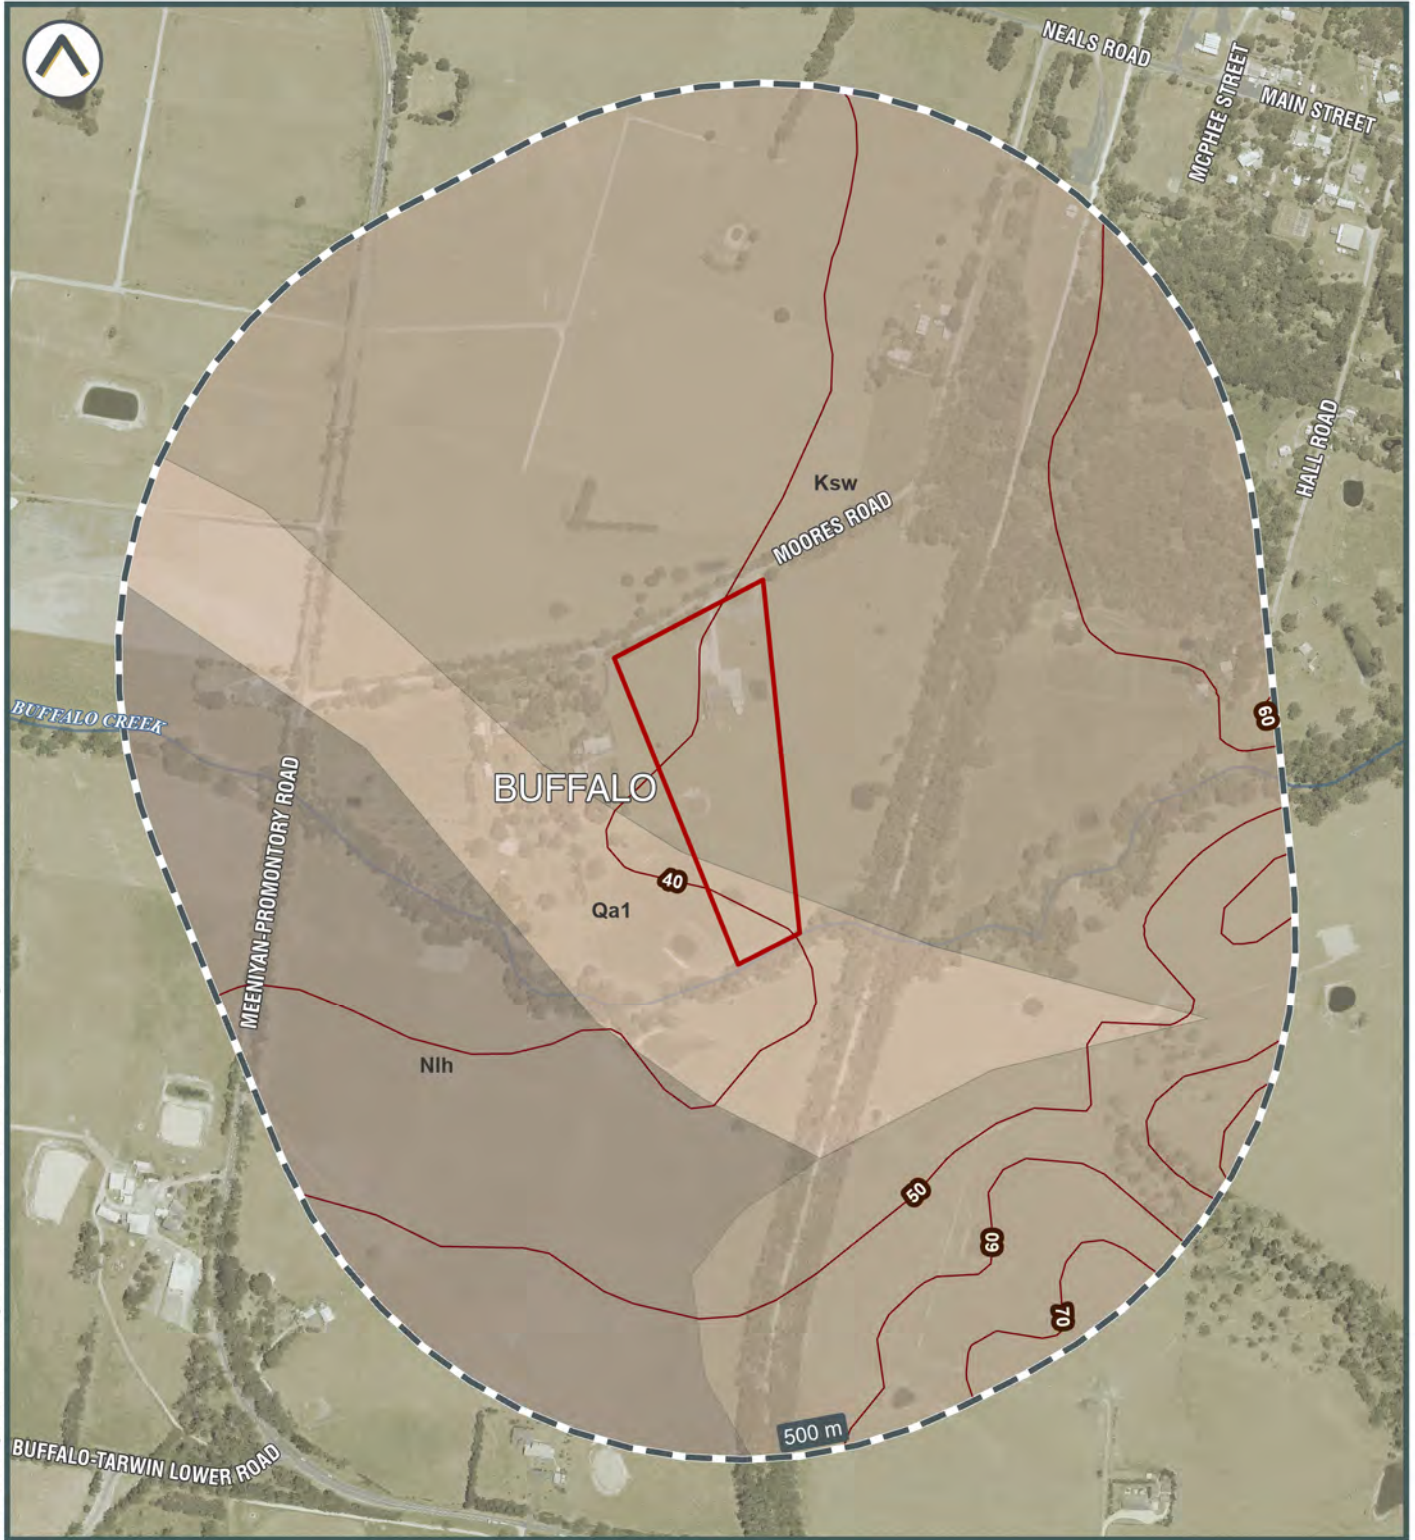 NEALS ROAD
MCPHEE STREET
MAIN STREET
HALL ROAD
Ksw
MOORES ROAD
60
BUFFALO CREEK
BUFFALO
MEENIYAN-PROMONTORY ROAD
40
Qa1
Nlh
50
60
70
500 m
BUFFALO-TARWIN LOWER ROAD